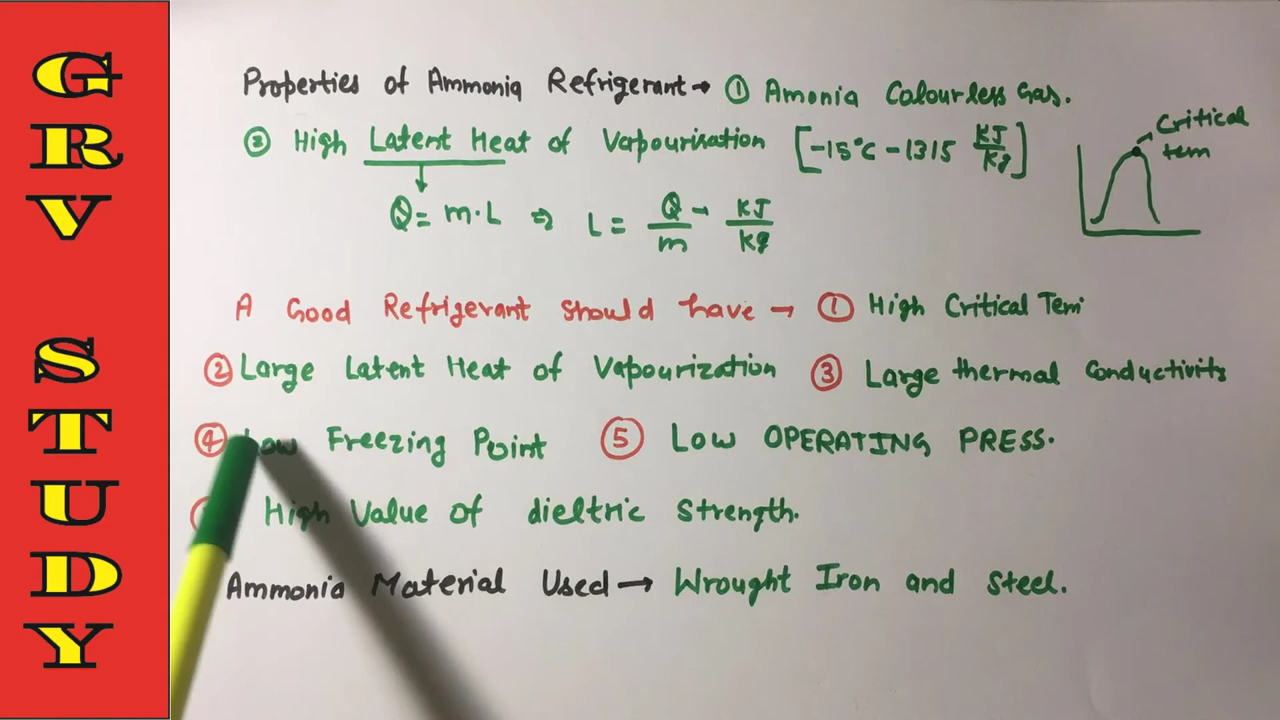 GRV STUDY
Properties of Ammonia Refrigerant → ① Amonia Colourless Gas.
② High Latent Heat of Vapourisation [-15°C - 1315 KJ/Kg]
Critical tem
Q = m·L ⇒ L = Q/m - KJ/kg
A Good Refrigerant Should have → ① High Critical Tem
② Large Latent Heat of Vapourization ③ Large thermal Conductivity
④ Low Freezing Point ⑤ LOW OPERATING PRESS.
High Value of dieltric Strength.
Ammonia Material Used → Wrought Iron and Steel.